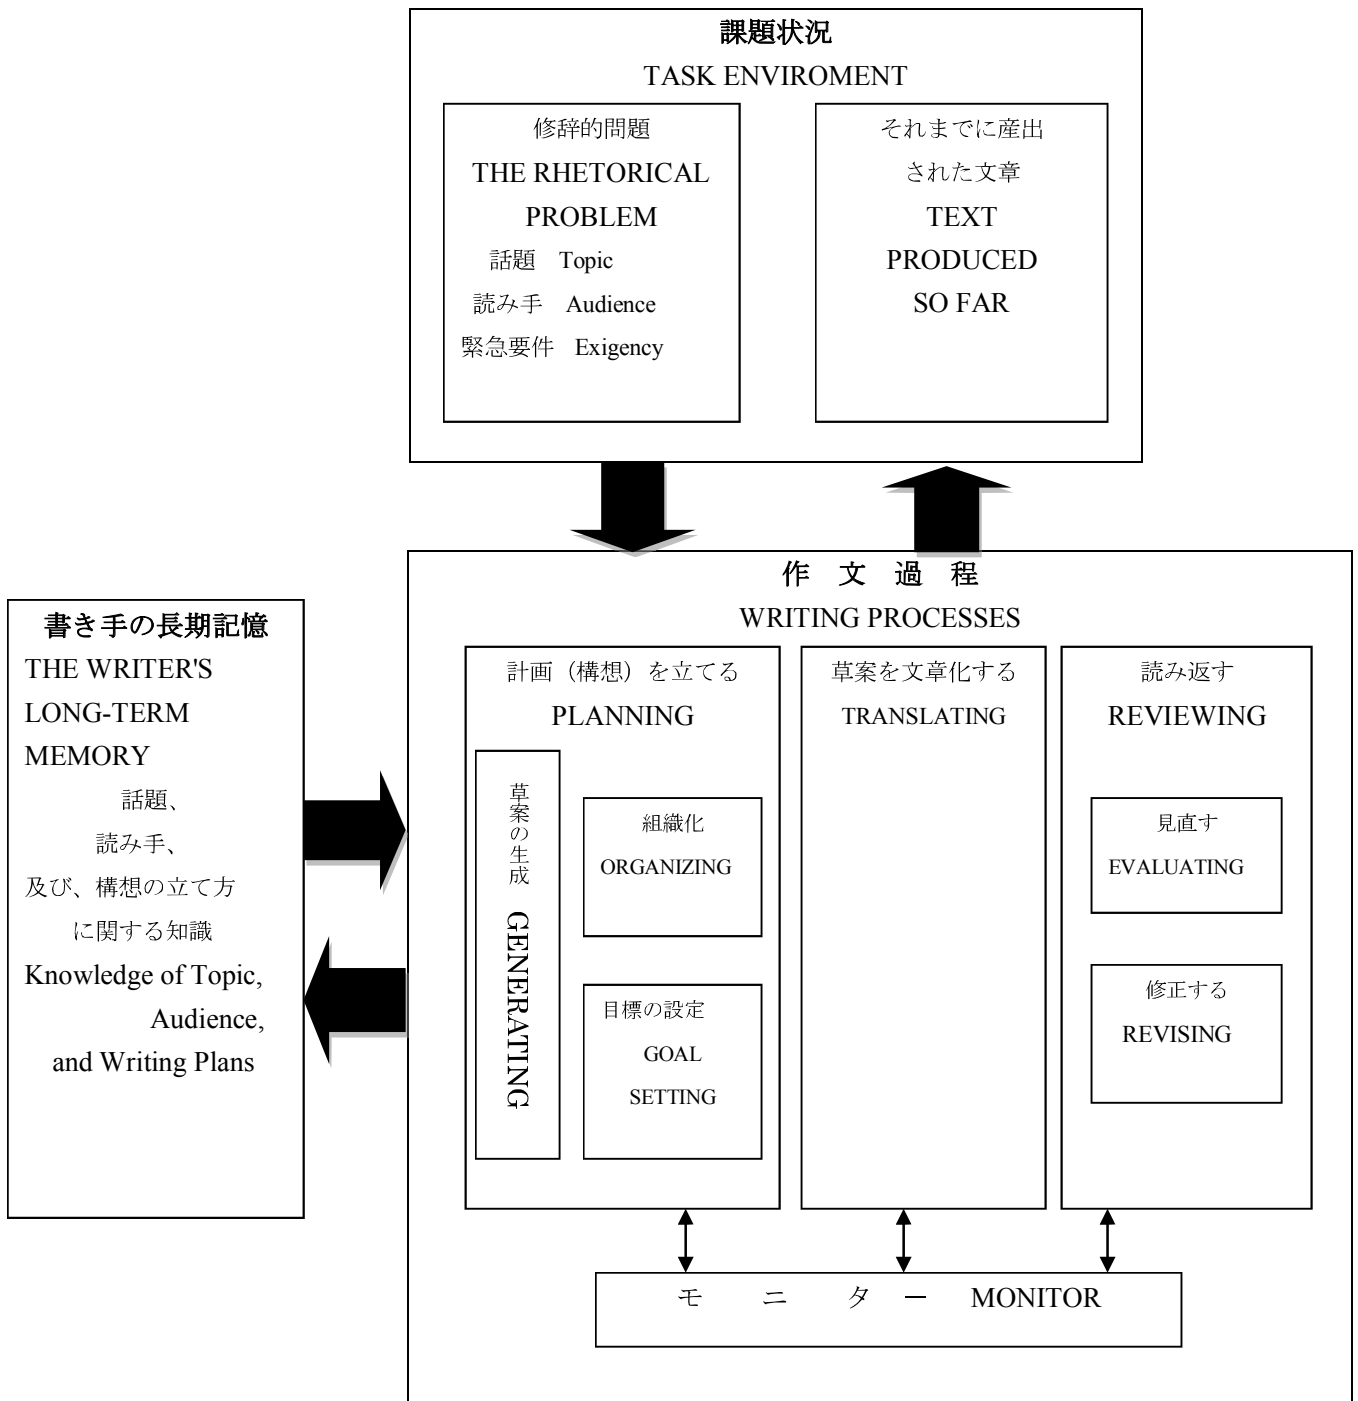 課題状況
TASK ENVIROMENT
修辞的問題
THE RHETORICAL
PROBLEM
話題 Topic
読み手 Audience
緊急要件 Exigency
それまでに産出
された文章
TEXT
PRODUCED
SO FAR
書き手の長期記憶
THE WRITER'S
LONG-TERM
MEMORY
話題、
読み手、
及び、構想の立て方
に関する知識
Knowledge of Topic,
Audience,
and Writing Plans
作 文 過 程
WRITING PROCESSES
計画（構想）を立てる
PLANNING
草案の生成 GENERATING
組織化
ORGANIZING
目標の設定
GOAL
SETTING
草案を文章化する
TRANSLATING
読み返す
REVIEWING
見直す
EVALUATING
修正する
REVISING
モ ニ タ ー MONITOR